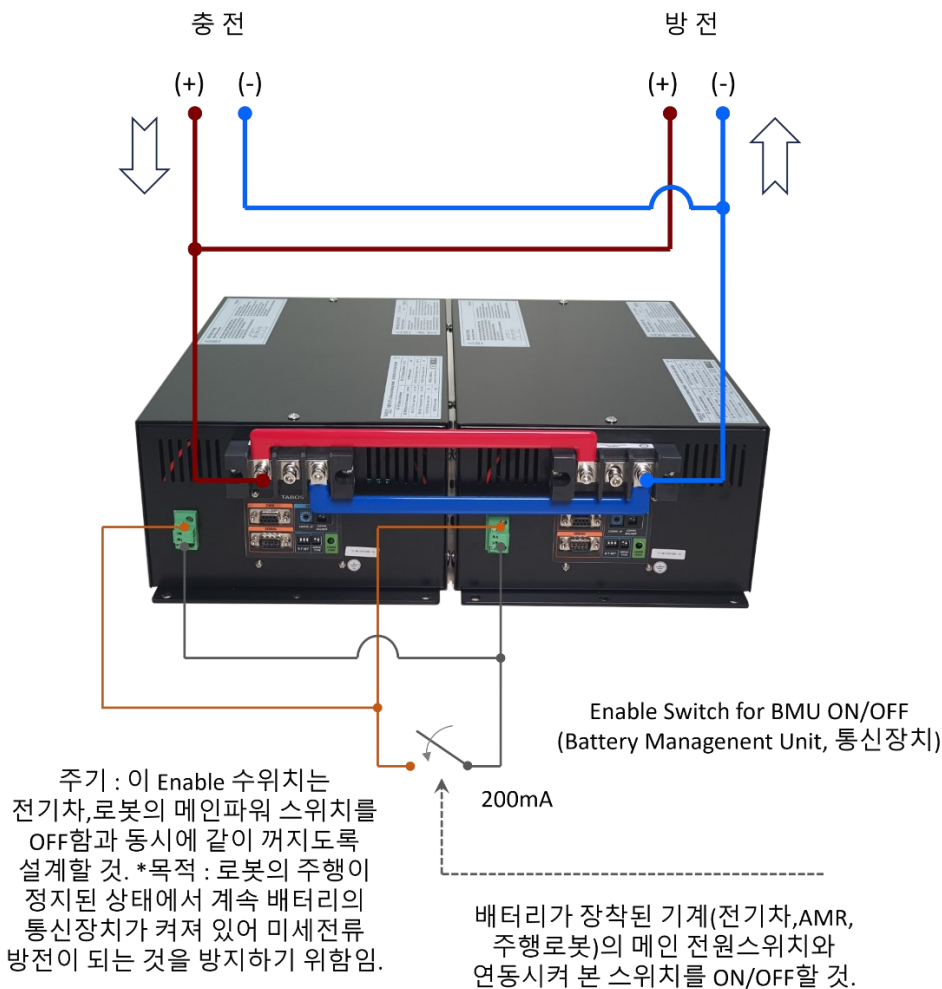 충 전
방 전
(+) (-)
(+) (-)
TABOS
Enable Switch for BMU ON/OFF
(Battery Managenent Unit, 통신장치)
200mA
주기 : 이 Enable 수위치는
전기차,로봇의 메인파워 스위치를
OFF함과 동시에 같이 꺼지도록
설계할 것. *목적 : 로봇의 주행이
정지된 상태에서 계속 배터리의
통신장치가 켜져 있어 미세전류
방전이 되는 것을 방지하기 위함임.
배터리가 장착된 기계(전기차,AMR,
주행로봇)의 메인 전원스위치와
연동시켜 본 스위치를 ON/OFF할 것.